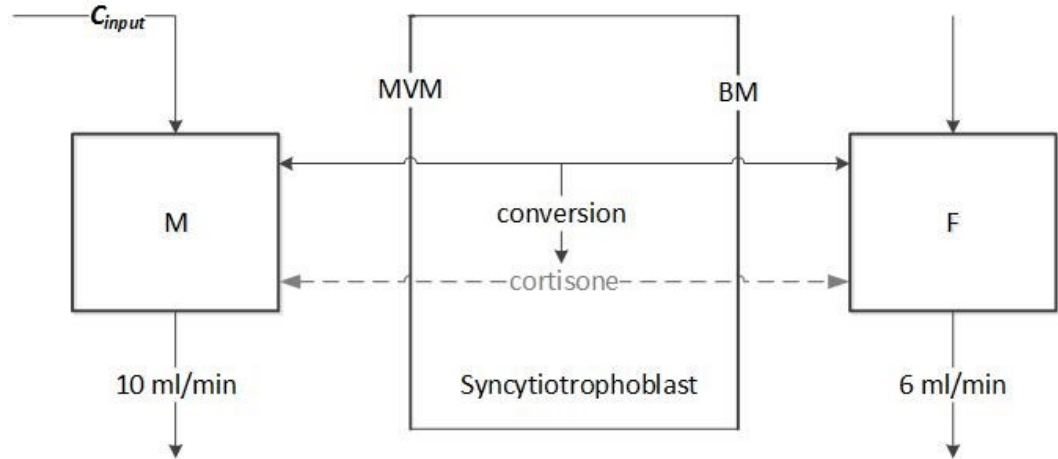 C_input
MVM
BM
M
conversion
F
cortisone
10 ml/min
Syncytiotrophoblast
6 ml/min